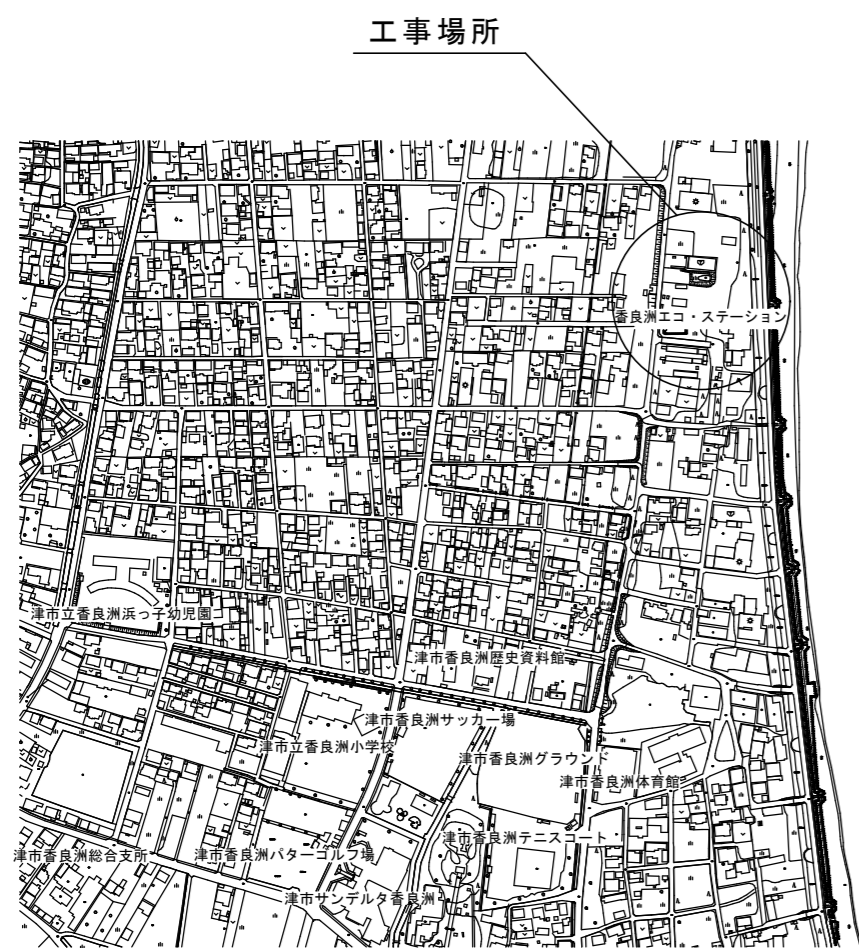 工事場所
香良洲エコ・ステーション
津市立香良洲浜っ子幼児園
津市香良洲歴史資料館
津市香良洲サッカー場
津市立香良洲小学校
津市香良洲グラウンド
津市香良洲体育館
津市香良洲テニスコート
津市香良洲総合支所
津市香良洲パターゴルフ場
津市サンデルタ香良洲